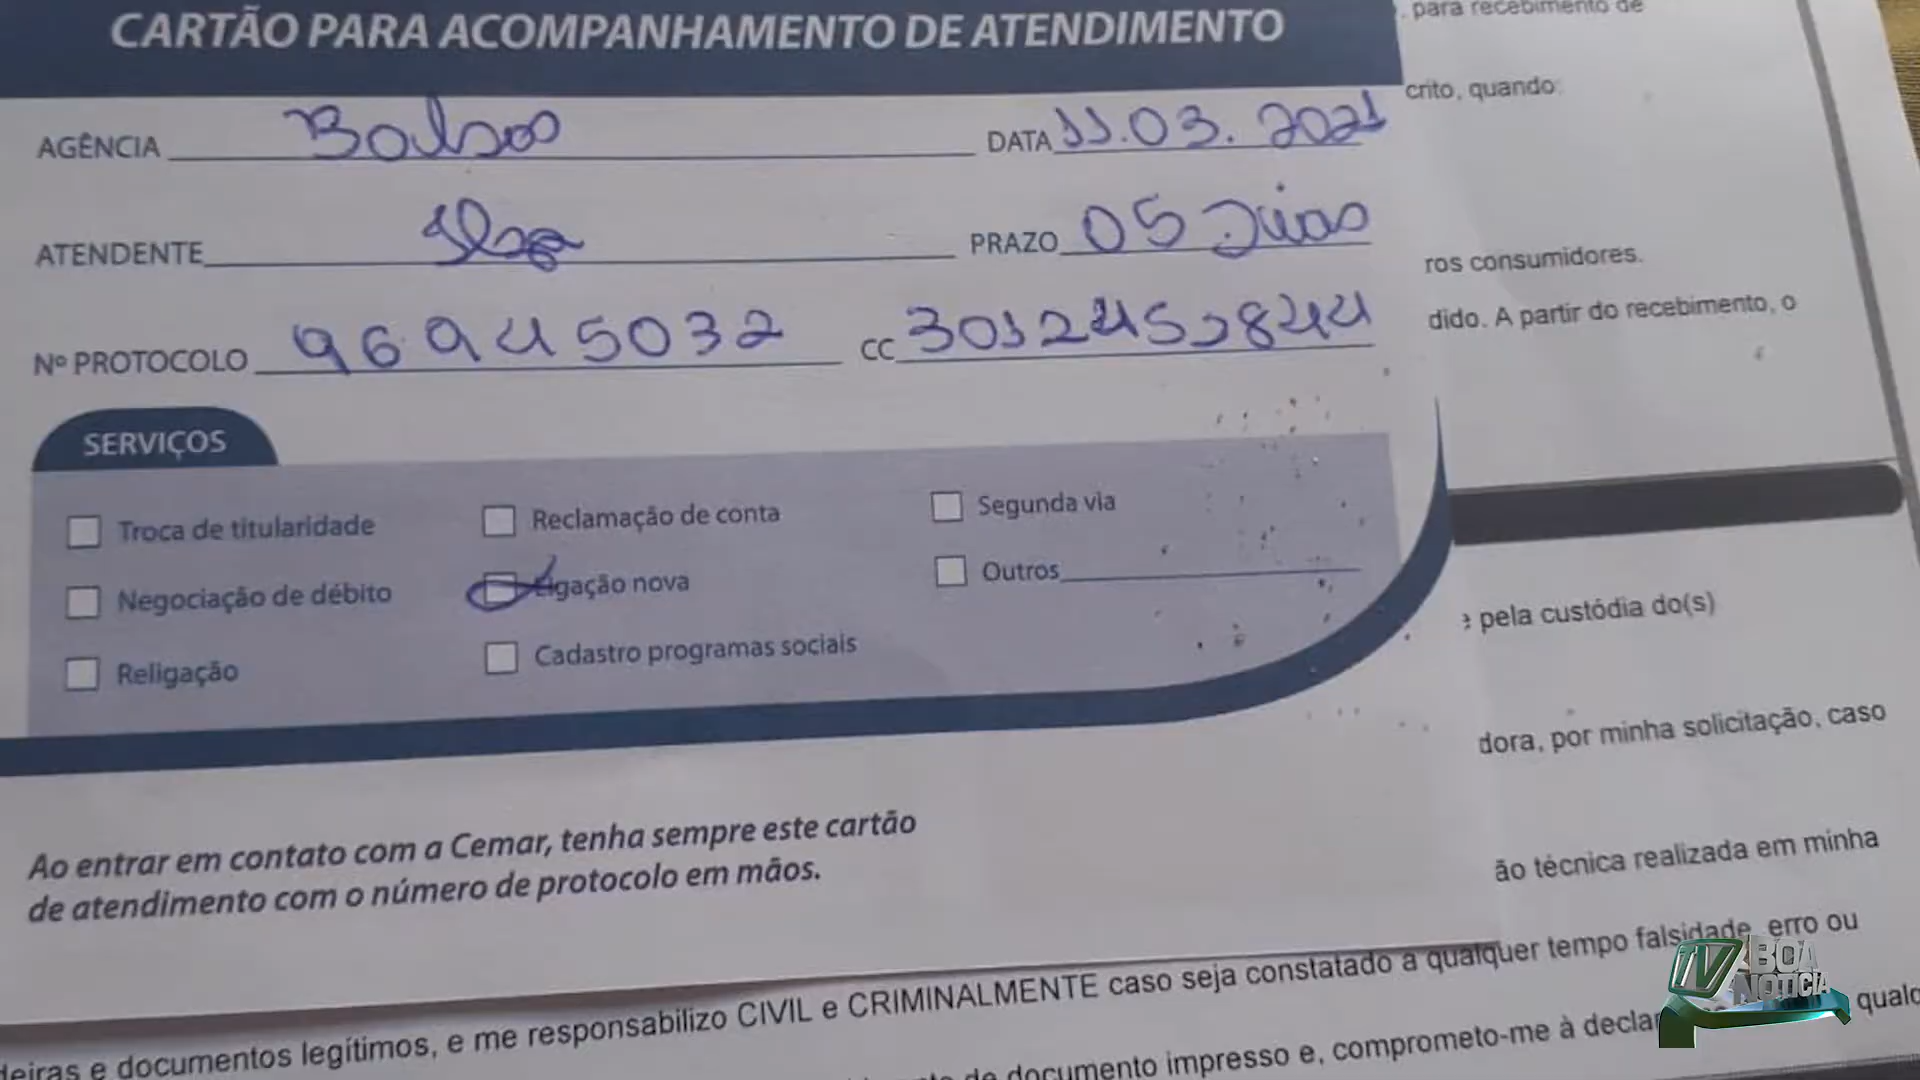 CARTÃO PARA ACOMPANHAMENTO DE ATENDIMENTO
AGÊNCIA Balsas DATA 11.03.2021
ATENDENTE PRAZO 05 Dias
Nº PROTOCOLO 96945032 CC
SERVIÇOS
Troca de titularidade
Reclamação de conta
Segunda via
Negociação de débito
Ligação nova
Outros
Religação
Cadastro programas sociais
Ao entrar em contato com a Cemar, tenha sempre este cartão
de atendimento com o número de protocolo em mãos.
para recebimento de
crito, quando:
ros consumidores.
dido. A partir do recebimento, o
e pela custódia do(s)
dora, por minha solicitação, caso
ão técnica realizada em minha
deiras e documentos legítimos, e me responsabilizo CIVIL e CRIMINALMENTE caso seja constatado a qualquer tempo falsidade, erro ou
de documento impresso e, comprometo-me à declar qualq
TV BOA NOTÍCIA